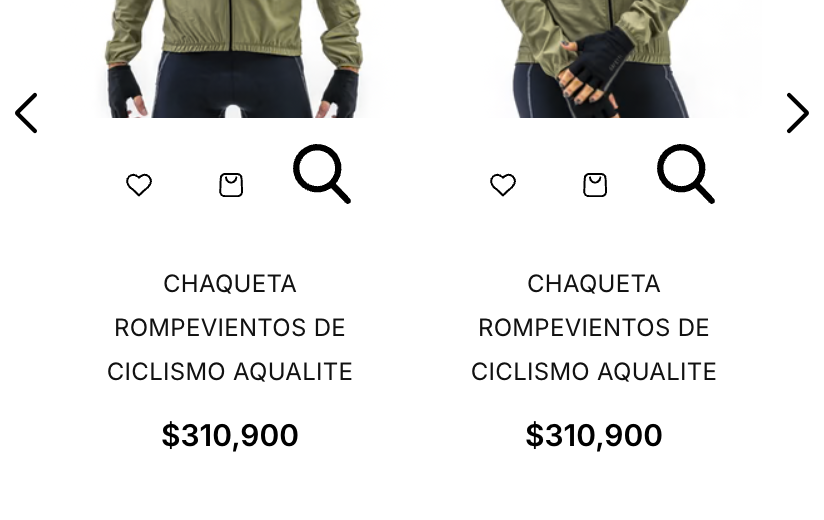 CHAQUETA
ROMPEVIENTOS DE
CICLISMO AQUALITE
$310,900
CHAQUETA
ROMPEVIENTOS DE
CICLISMO AQUALITE
$310,900